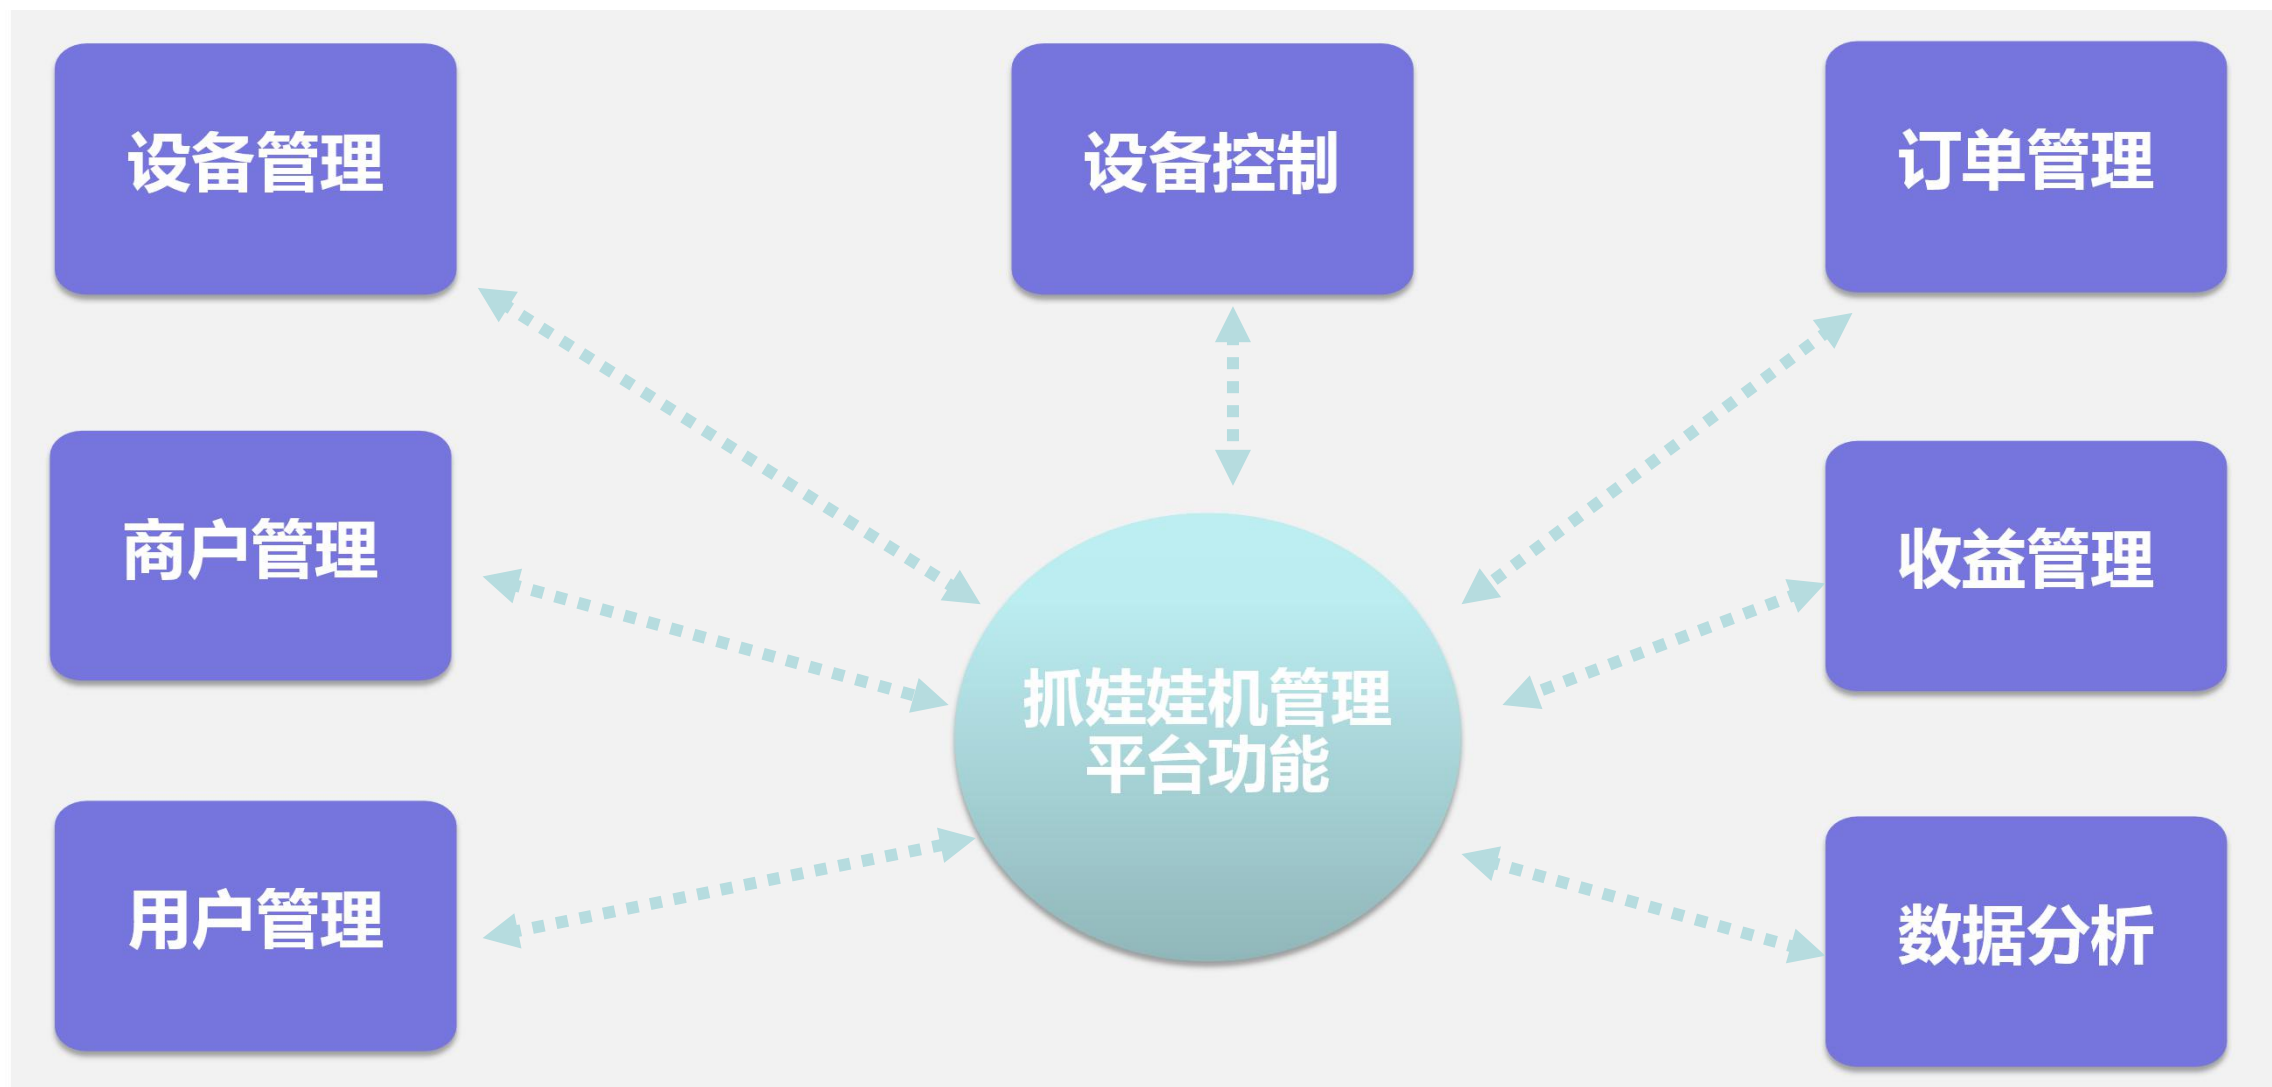 设备管理
设备控制
订单管理
商户管理
收益管理
抓娃娃机管理
平台功能
用户管理
数据分析